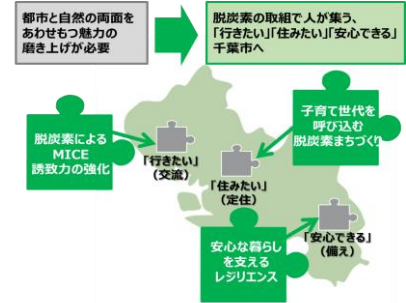 都市と自然の両面を
あわせもつ魅力の
磨き上げが必要
脱炭素の取組で人が集う、
「行きたい」「住みたい」「安心できる」
千葉市へ
脱炭素による
MICE
誘致力の強化
「行きたい」
（交流）
子育て世代を
呼び込む
脱炭素まちづくり
「住みたい」
（定住）
安心な暮らし
を支える
レジリエンス
「安心できる」
（備え）